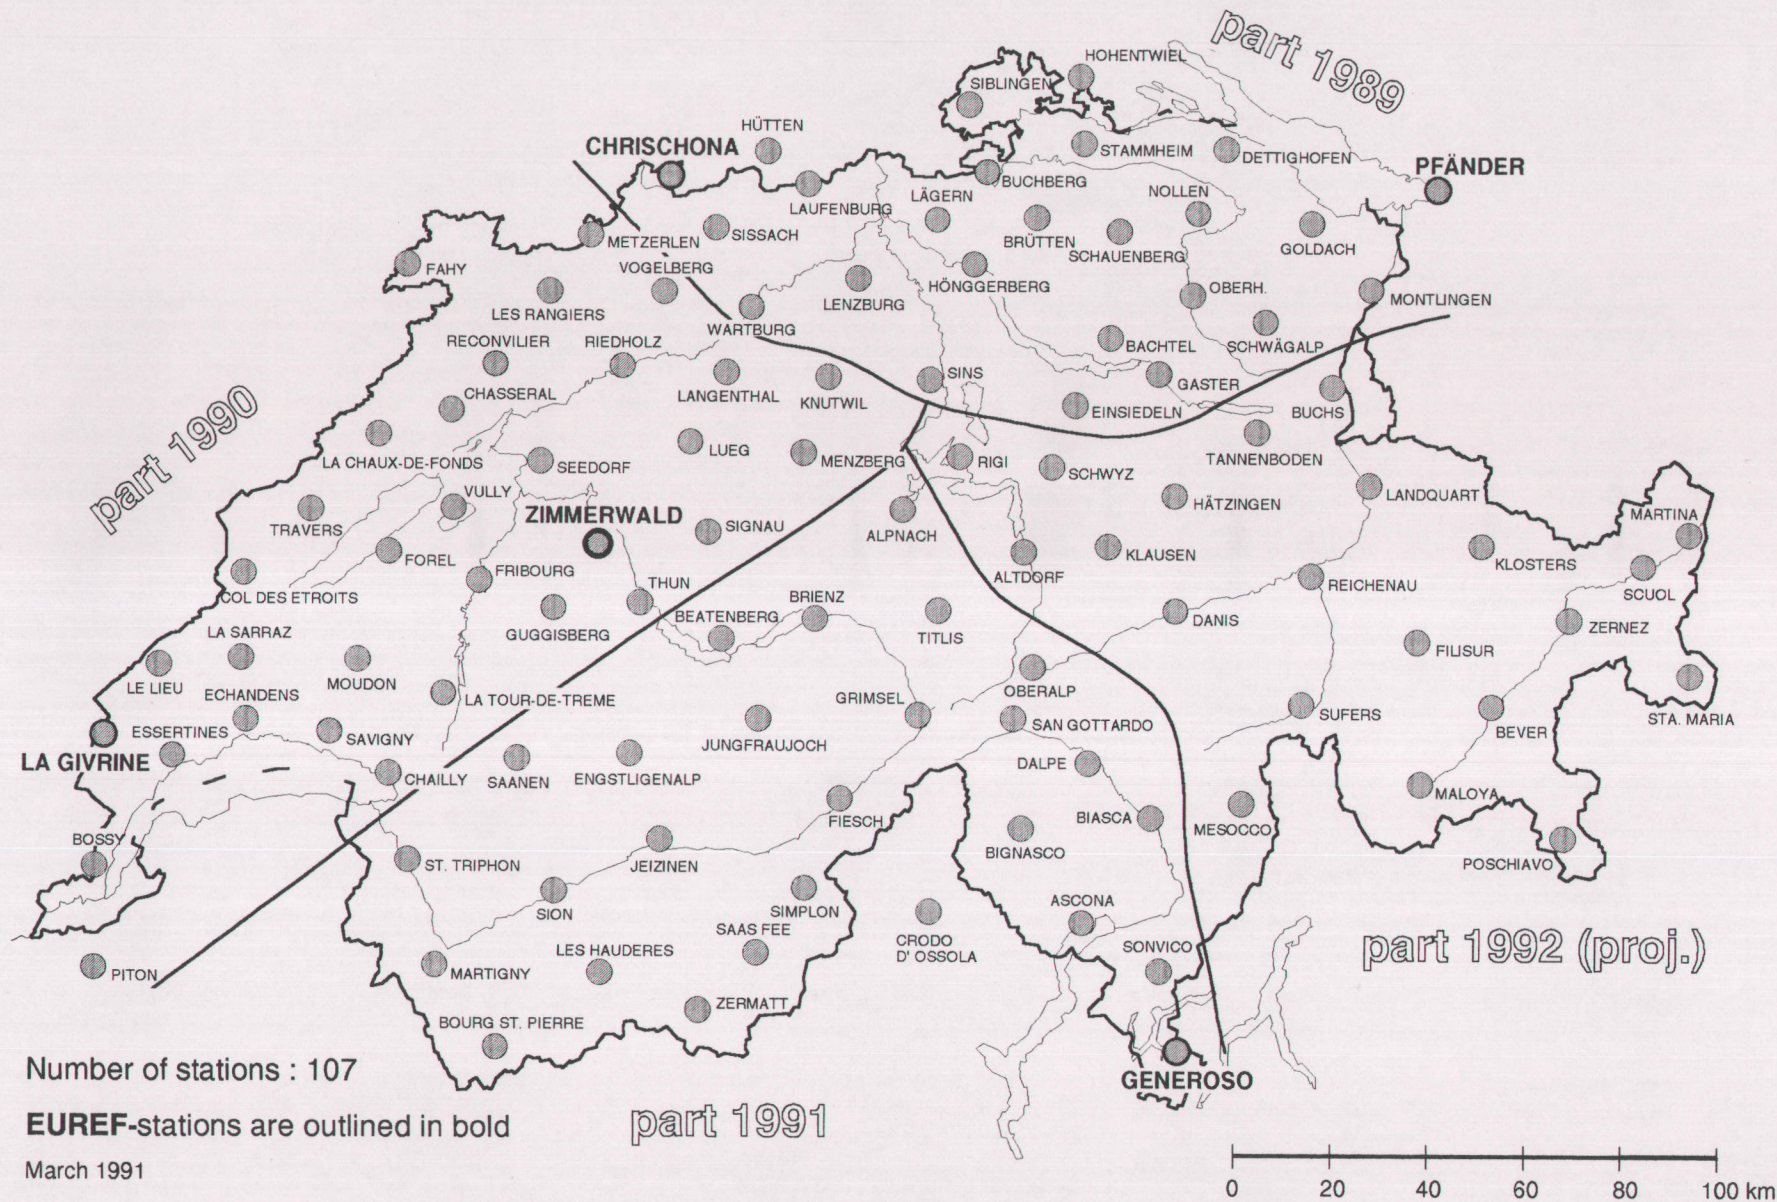 part 1989
HOHENTWIEL
SIBLINGEN
HÜTTEN
CHRISCHONA
STAMMHEIM
DETTIGHOFEN
PFÄNDER
BUCHBERG
NOLLEN
LÄGERN
LAUFENBURG
SISSACH
METZERLEN
BRÜTTEN
SCHAUENBERG
GOLDACH
FAHY
VOGELBERG
HÖNGGERBERG
LENZBURG
OBERH.
MONTLINGEN
LES RANGIERS
WARTBURG
RECONVILIER
RIEDHOLZ
BACHTEL
SCHWÄGALP
SINS
GASTER
CHASSERAL
LANGENTHAL
KNUTWIL
EINSIEDELN
BUCHS
part 1990
LUEG
MENZBERG
RIGI
TANNENBODEN
LA CHAUX-DE-FONDS
SEEDORF
SCHWYZ
VULLY
HÄTZINGEN
LANDQUART
TRAVERS
ZIMMERWALD
SIGNAU
ALPNACH
MARTINA
FOREL
FRIBOURG
ALTDORF
KLAUSEN
KLOSTERS
COL DES ETROITS
THUN
BRIENZ
REICHENAU
SCUOL
LA SARRAZ
GUGGISBERG
BEATENBERG
TITLIS
DANIS
ZERNEZ
FILISUR
LE LIEU
ECHANDENS
MOUDON
LA TOUR-DE-TREME
GRIMSEL
OBERALP
ESSERTINES
SAVIGNY
JUNGFRAUJOCH
SAN GOTTARDO
SUFERS
STA. MARIA
BEVER
LA GIVRINE
CHAILLY
SAANEN
ENGSTLIGENALP
DALPE
MALOYA
FIESCH
BIASCA
MESOCCO
BOSSY
ST. TRIPHON
JEIZINEN
BIGNASCO
POSCHIAVO
SION
SIMPLON
ASCONA
SAAS FEE
CRODO
D' OSSOLA
SONVICO
part 1992 (proj.)
PITON
MARTIGNY
LES HAUDERES
ZERMATT
BOURG ST. PIERRE
GENEROSO
Number of stations : 107
part 1991
EUREF-stations are outlined in bold
March 1991
0 20 40 60 80 100 km